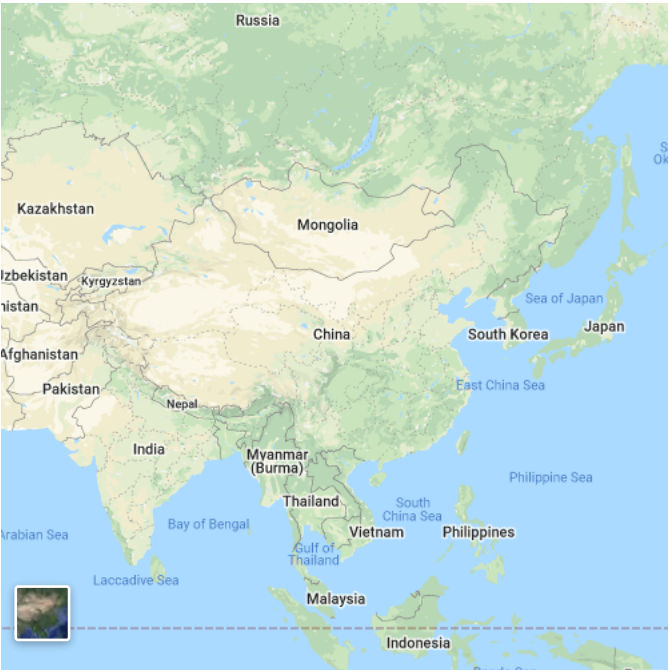 Russia
Kazakhstan
Mongolia
Uzbekistan
Kyrgyzstan
nistan
Sea of Japan
China
South Korea
Japan
Afghanistan
East China Sea
Pakistan
Nepal
India
Myanmar
(Burma)
Philippine Sea
Thailand
South
China Sea
Bay of Bengal
Arabian Sea
Vietnam
Philippines
Gulf of
Thailand
Laccadive Sea
Malaysia
Indonesia